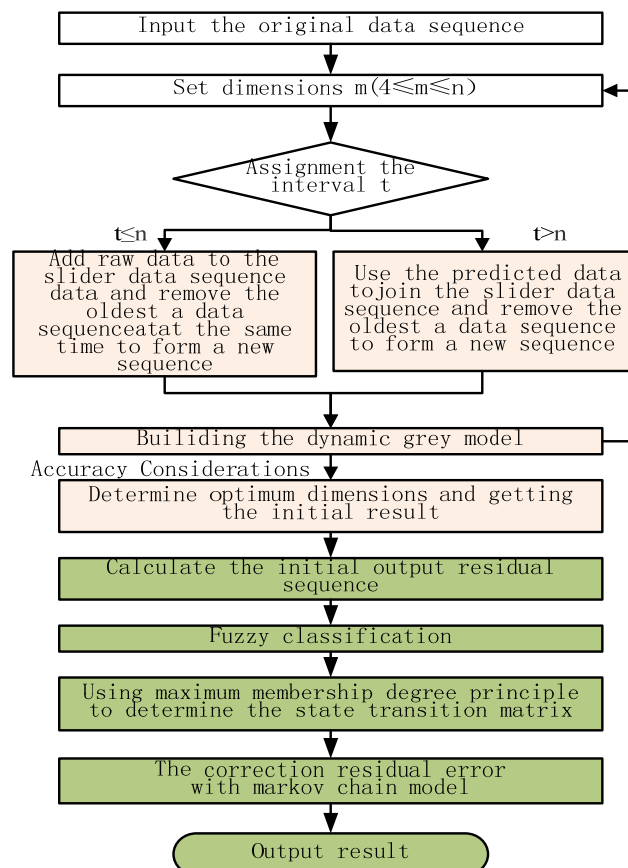 Input the original data sequence
Set dimensions m(4≤m≤n)
Assignment the
interval t
t≤n
t>n
Add raw data to the
slider data sequence
data and remove the
oldest a data
sequenceatat the same
time to form a new
sequence
Use the predicted data
tojoin the slider data
sequence and remove the
oldest a data sequence
to form a new sequence
Builiding the dynamic grey model
Accuracy Considerations
Determine optimum dimensions and getting
the initial result
Calculate the initial output residual
sequence
Fuzzy classification
Using maximum membership degree principle
to determine the state transition matrix
The correction residual error
with markov chain model
Output result